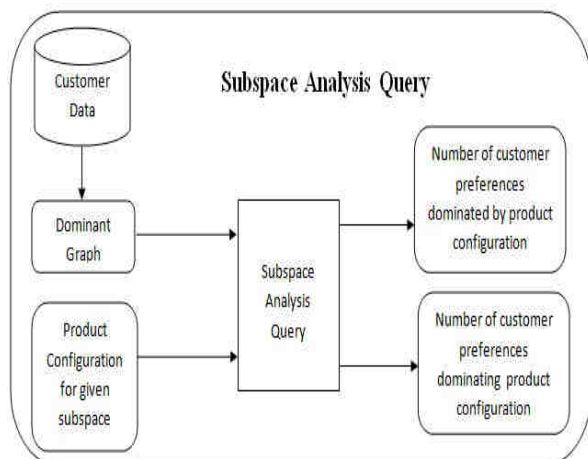 Customer
Data
Subspace Analysis Query
Number of customer
preferences
dominated by product
configuration
Dominant
Graph
Subspace
Analysis
Query
Product
Configuration
for given
subspace
Number of customer
preferences
dominating product
configuration